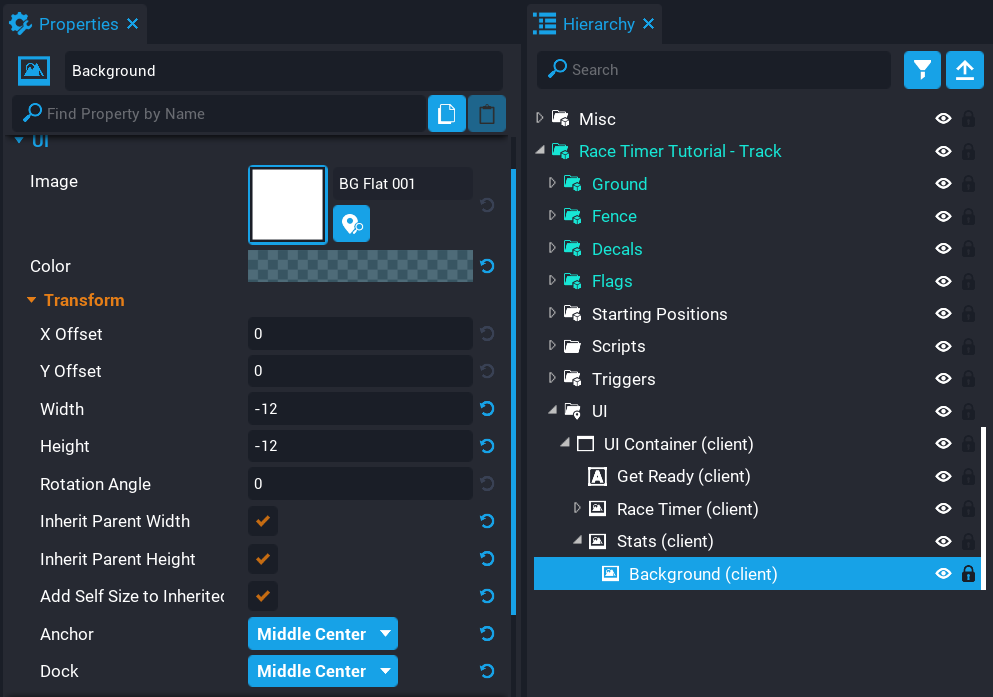 Properties
Background
Find Property by Name
UI
Image
BG Flat 001
Color
Transform
X Offset
0
Y Offset
0
Width
-12
Height
-12
Rotation Angle
0
Inherit Parent Width
Inherit Parent Height
Add Self Size to Inherited
Anchor
Middle Center
Dock
Middle Center
Hierarchy
Search
Misc
Race Timer Tutorial - Track
Ground
Fence
Decals
Flags
Starting Positions
Scripts
Triggers
UI
UI Container (client)
A
Get Ready (client)
Race Timer (client)
Stats (client)
Background (client)